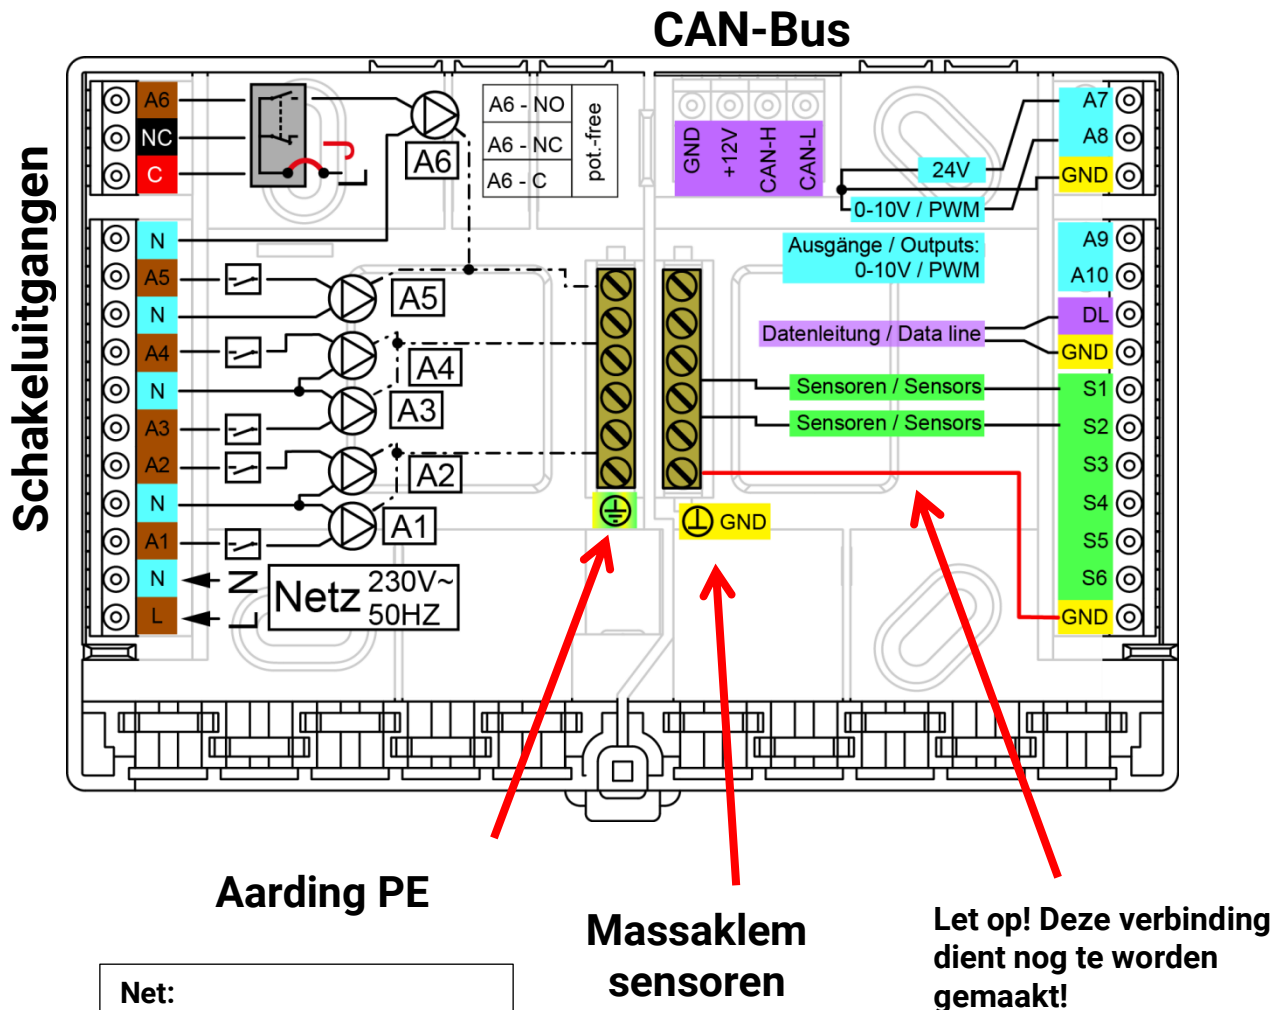 CAN-Bus
Schakeluitgangen
A6
NC
C
N
A5
N
A4
N
A3
A2
N
A1
N
L
A6
A5
A4
A3
A2
A1
N
L
Netz 230V~
50HZ
A6 - NO
A6 - NC
A6 - C
pot.-free
GND
+12V
CAN-H
CAN-L
24V
0-10V / PWM
Ausgänge / Outputs:
0-10V / PWM
Datenleitung / Data line
Sensoren / Sensors
Sensoren / Sensors
GND
A7
A8
GND
A9
A10
DL
GND
S1
S2
S3
S4
S5
S6
GND
Aarding PE
Massaklem
sensoren
Let op! Deze verbinding
dient nog te worden
gemaakt!
Net: